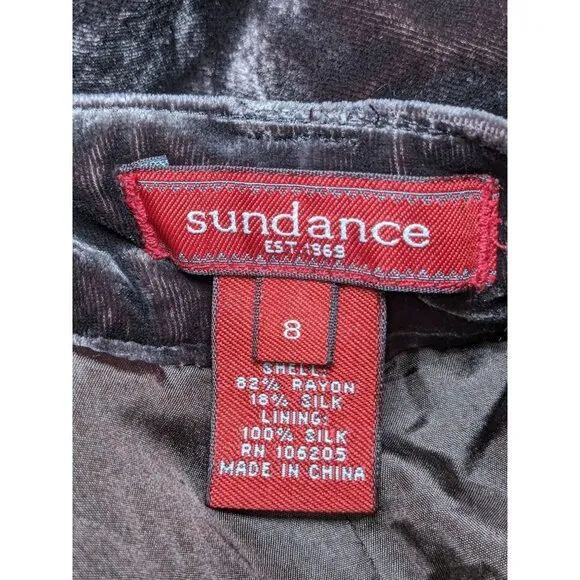 sundance
EST. 1969
8
SHELL:
82% RAYON
18% SILK
LINING:
100% SILK
RN 106205
MADE IN CHINA